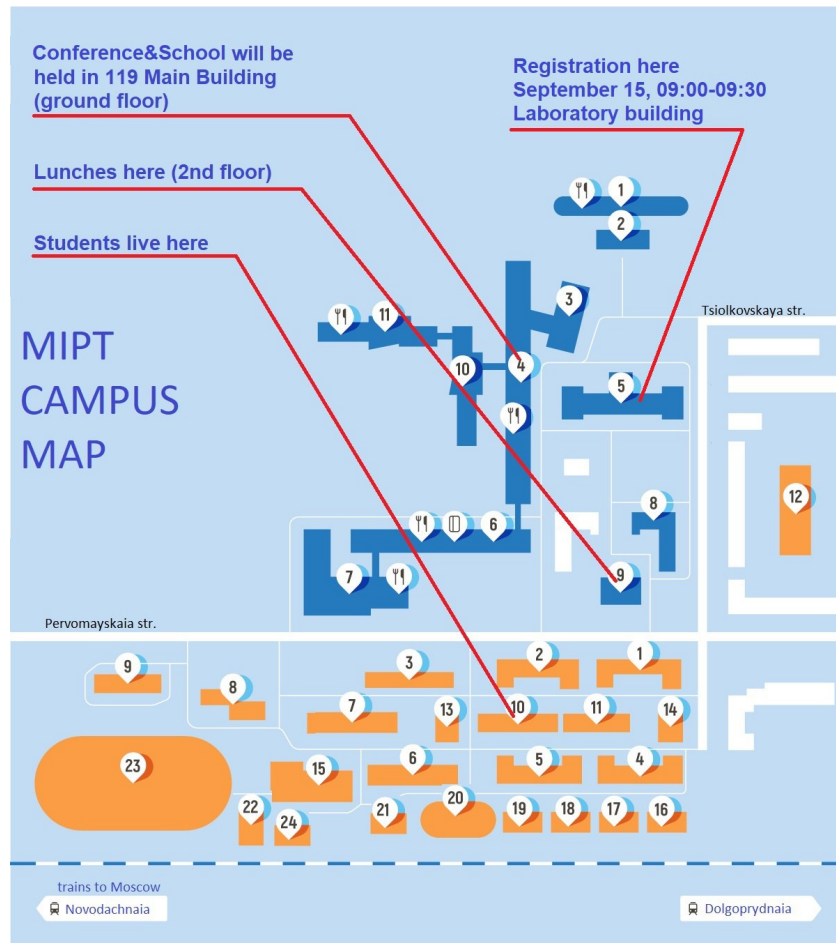 Conference&School will be
held in 119 Main Building
(ground floor)
Registration here
September 15, 09:00-09:30
Laboratory building
Lunches here (2nd floor)
Students live here
MIPT
CAMPUS
MAP
1
2
3
Tsiolkovskaya str.
11
10
4
5
12
8
6
7
9
Pervomayskaia str.
9
8
3
2
1
7
13
10
11
14
23
15
6
5
4
22
24
21
20
19
18
17
16
trains to Moscow
Novodachnaia
Dolgoprydnaia